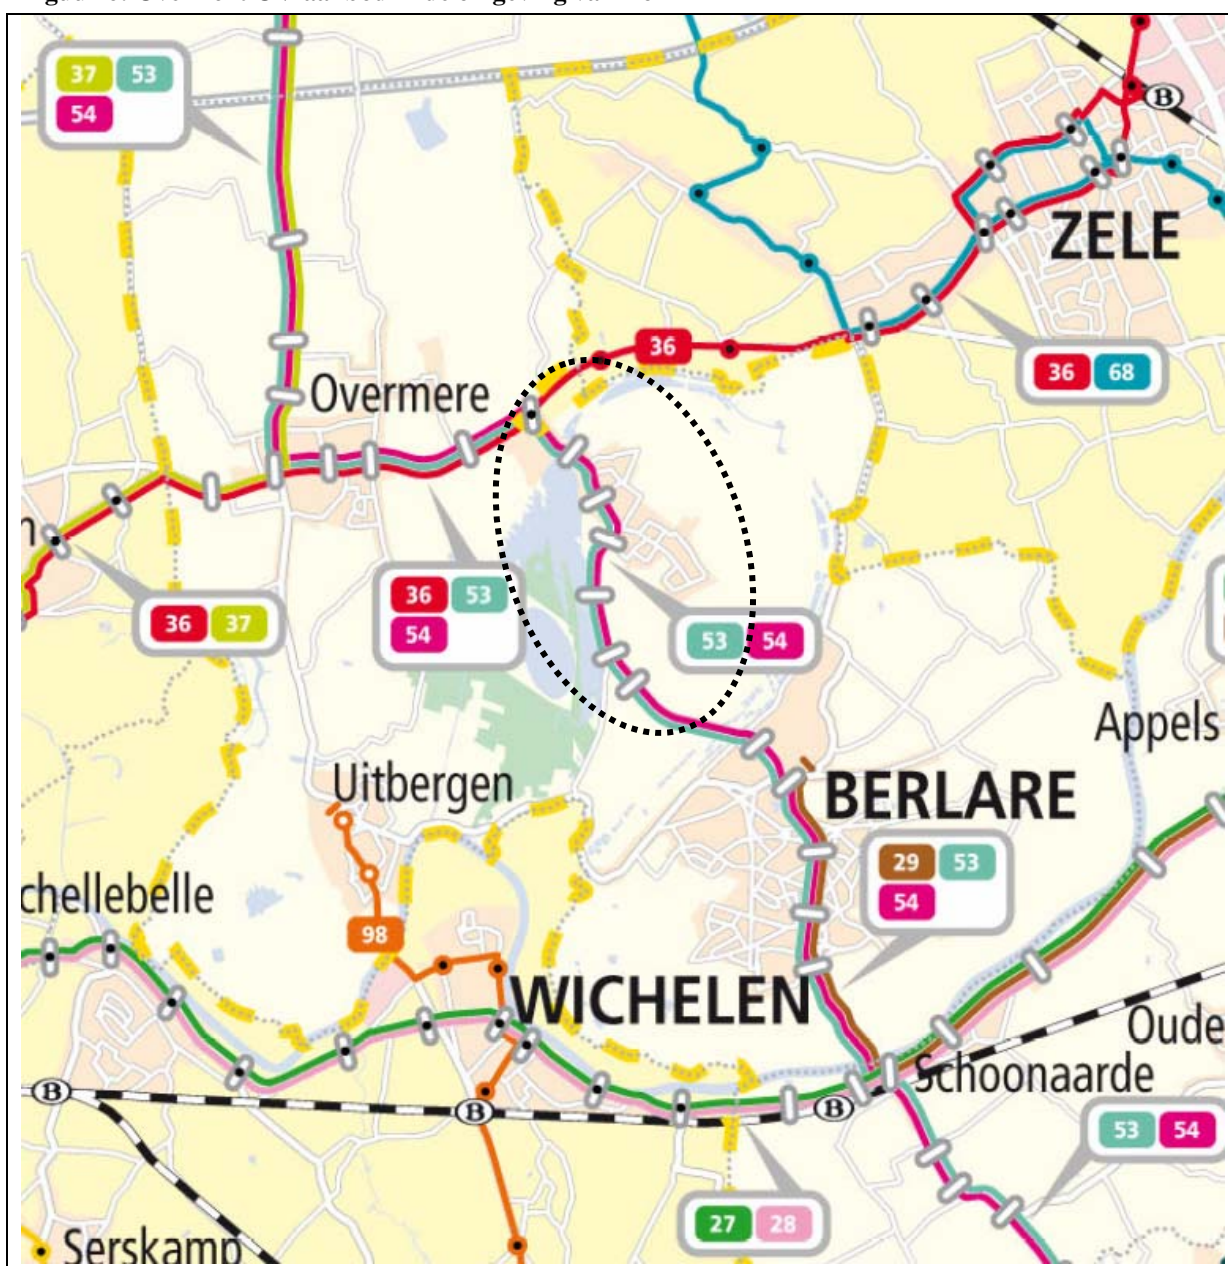 37 53
54
B
ZELE
36
36 68
Overmere
36 53
54
36 37
53 54
Appels
Uitbergen
BERLARE
29 53
54
chellebelle
98
WICHELEN
Oude
Schoonaarde
B
B
B
53 54
27 28
Serskamp